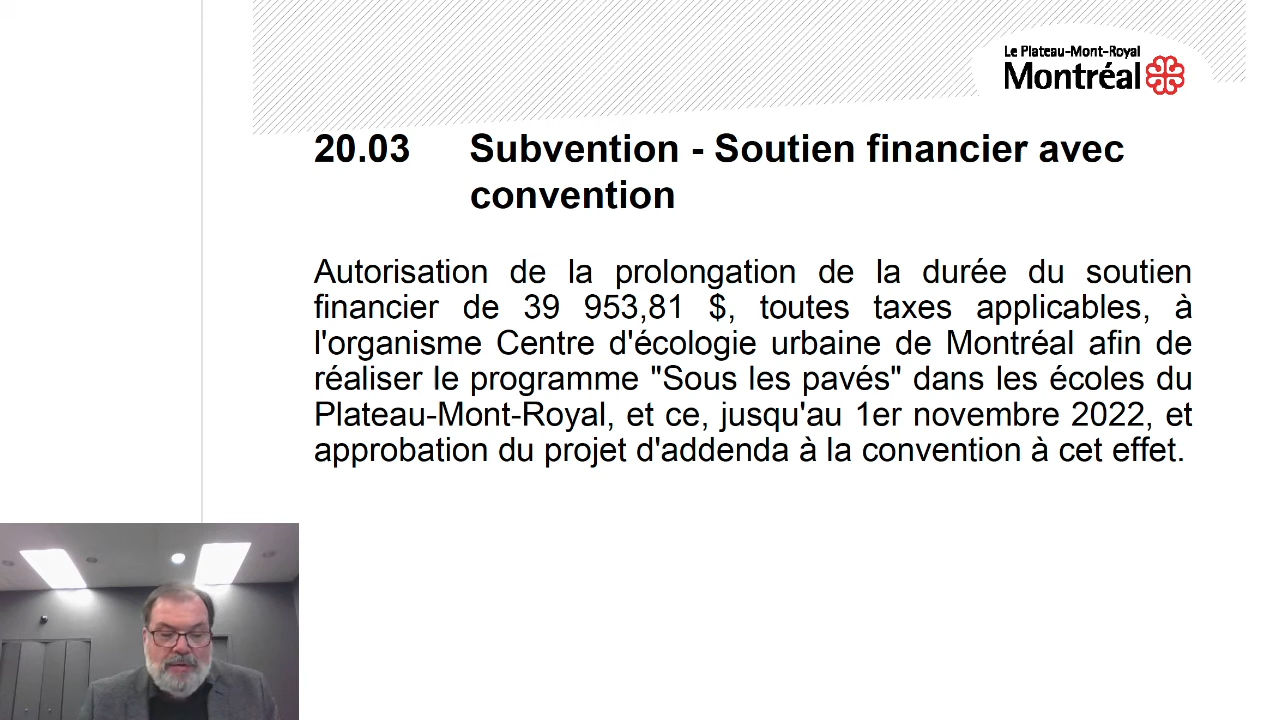 Le Plateau-Mont-Royal
Montréal
20.03 Subvention - Soutien financier avec
convention
Autorisation de la prolongation de la durée du soutien
financier de 39 953,81 $, toutes taxes applicables, à
l'organisme Centre d'écologie urbaine de Montréal afin de
réaliser le programme "Sous les pavés" dans les écoles du
Plateau-Mont-Royal, et ce, jusqu'au 1er novembre 2022, et
approbation du projet d'addenda à la convention à cet effet.